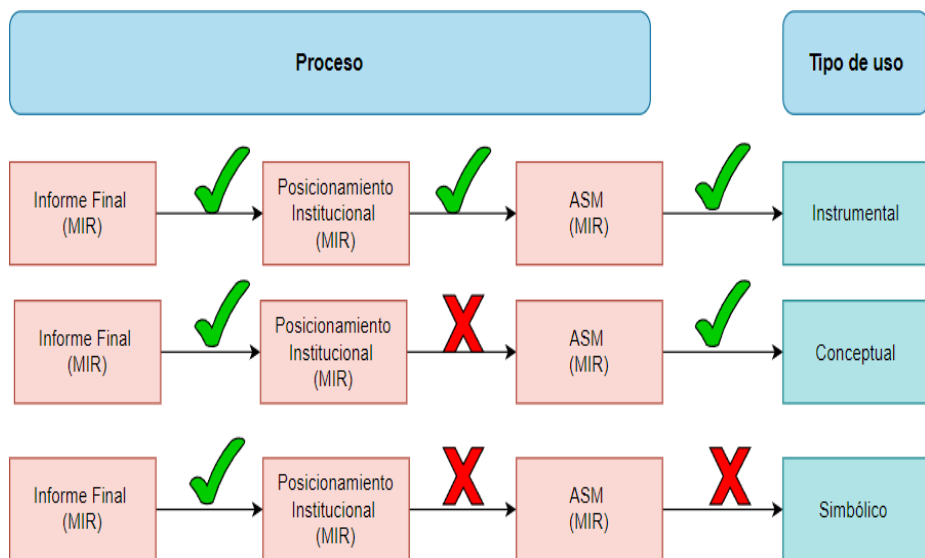 Proceso
Tipo de uso
Informe Final
(MIR)
Posicionamiento
Institucional
(MIR)
ASM
(MIR)
Instrumental
Informe Final
(MIR)
Posicionamiento
Institucional
(MIR)
ASM
(MIR)
Conceptual
Informe Final
(MIR)
Posicionamiento
Institucional
(MIR)
ASM
(MIR)
Simbólico